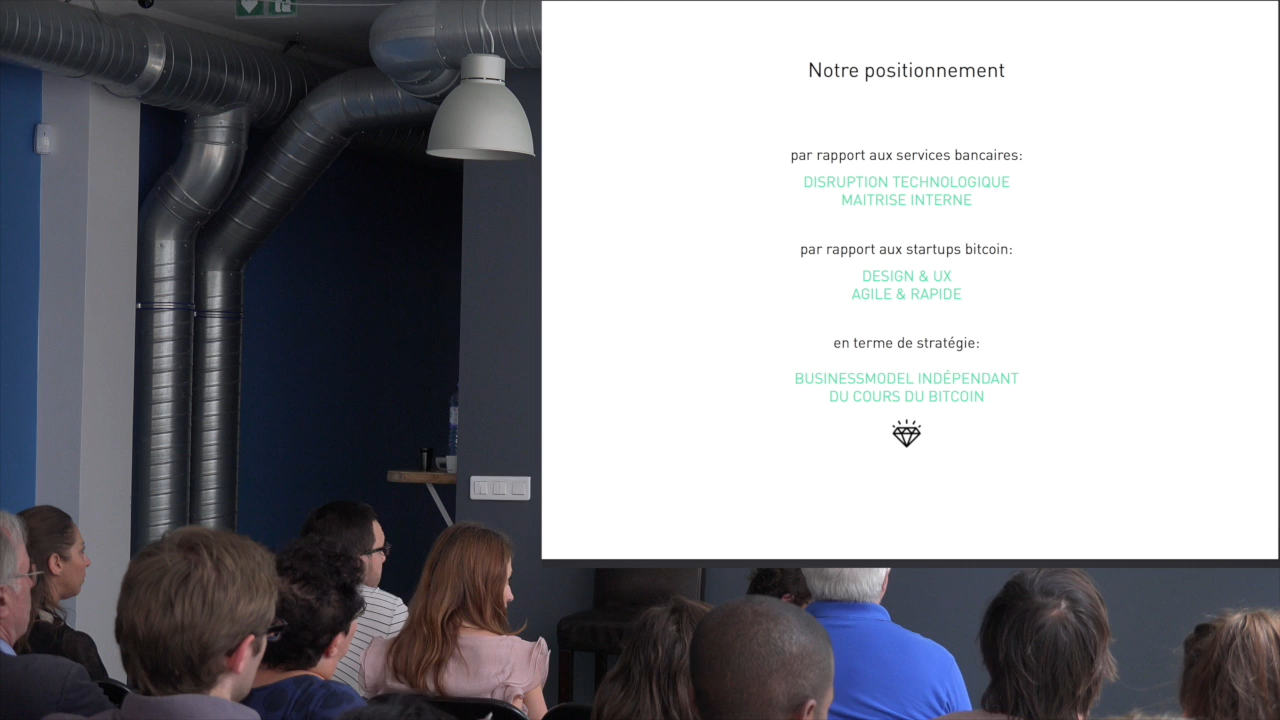 Notre positionnement
par rapport aux services bancaires:
DISRUPTION TECHNOLOGIQUE
MAITRISE INTERNE
par rapport aux startups bitcoin:
DESIGN & UX
AGILE & RAPIDE
en terme de stratégie:
BUSINESSMODEL INDÉPENDANT
DU COURS DU BITCOIN